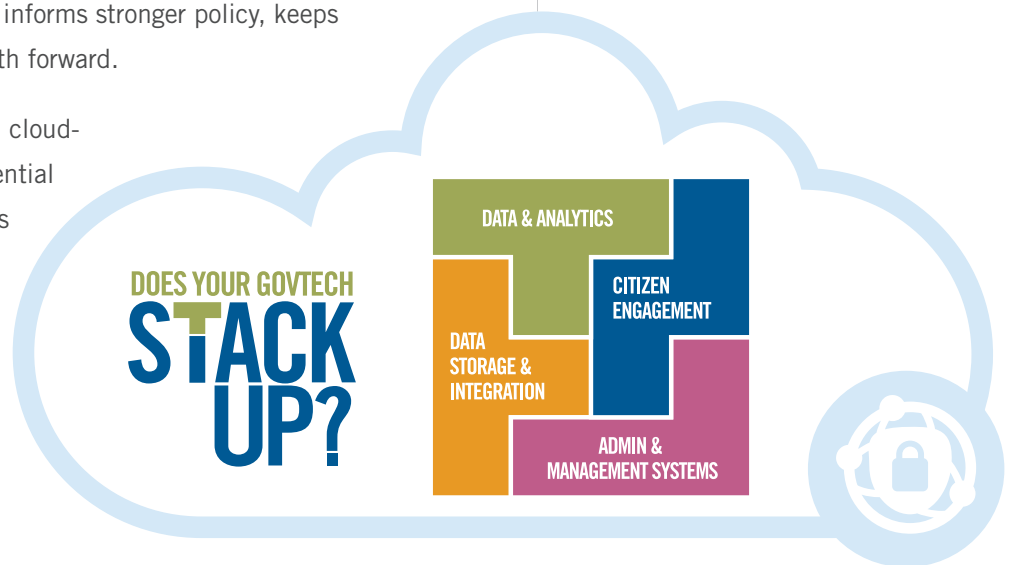 informs stronger policy, keeps
th forward.
cloud-
ential
s
DOES YOUR GOVTECH
STACK
UP?
DATA & ANALYTICS
CITIZEN
ENGAGEMENT
DATA
STORAGE &
INTEGRATION
ADMIN &
MANAGEMENT SYSTEMS